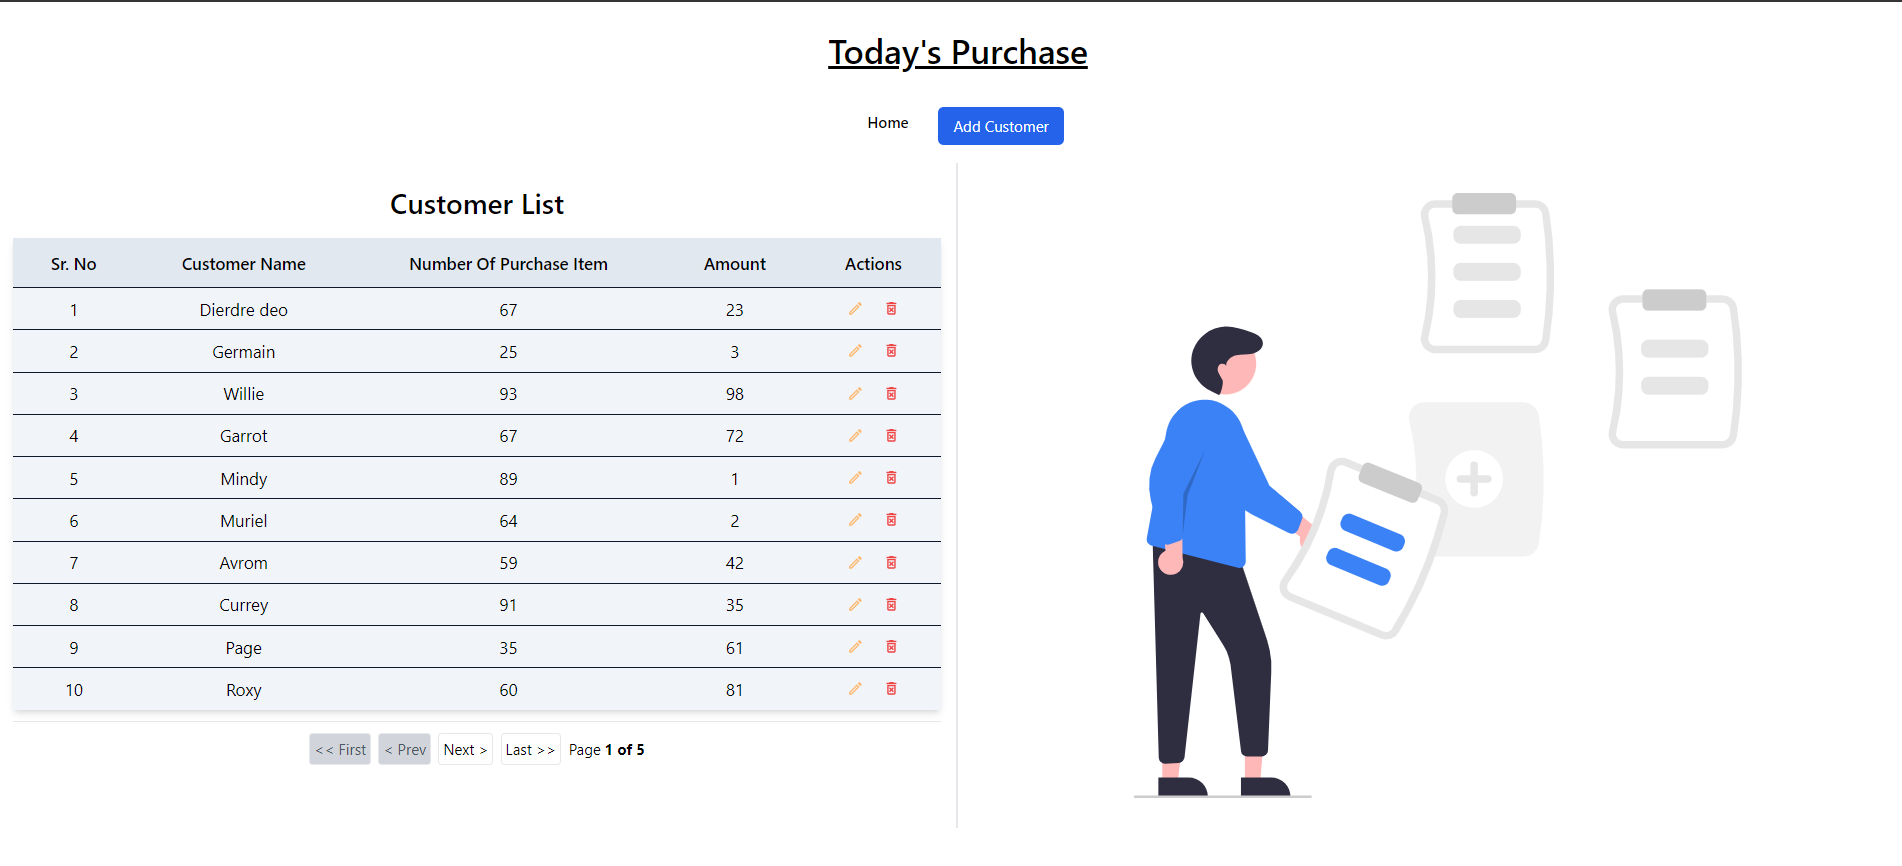 Today's Purchase
Home Add Customer
Customer List
Sr. No Customer Name Number Of Purchase Item Amount Actions
1 Dierdre deo 67 23
2 Germain 25 3
3 Willie 93 98
4 Garrot 67 72
5 Mindy 89 1
6 Muriel 64 2
7 Avrom 59 42
8 Currey 91 35
9 Page 35 61
10 Roxy 60 81
<< First < Prev Next > Last >> Page 1 of 5